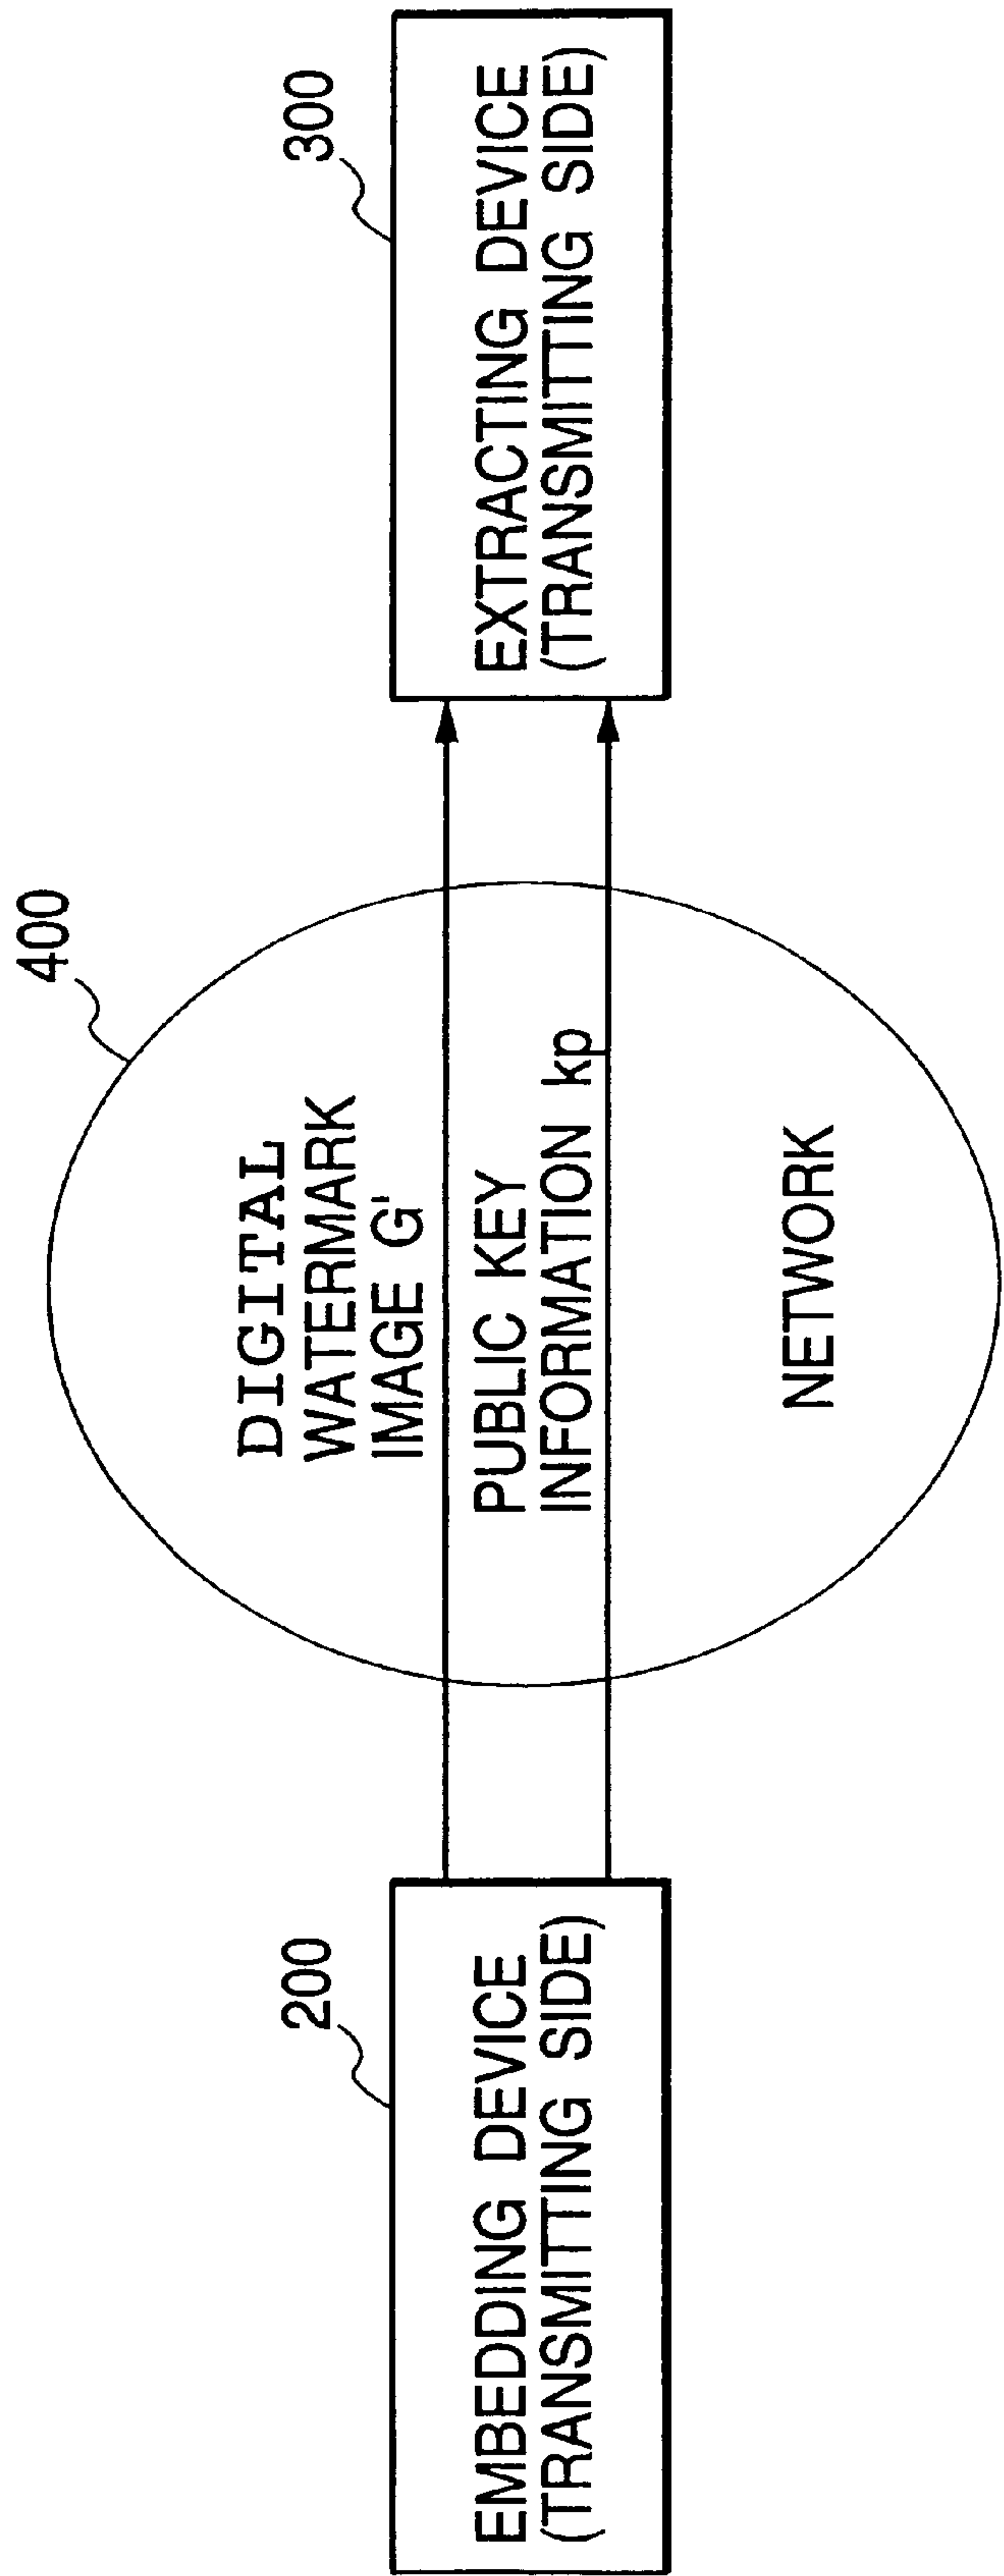 400
DIGITAL
WATERMARK
IMAGE G'
200
300
EMBEDDING DEVICE
(TRANSMITTING SIDE)
PUBLIC KEY
INFORMATION kp
EXTRACTING DEVICE
(TRANSMITTING SIDE)
NETWORK